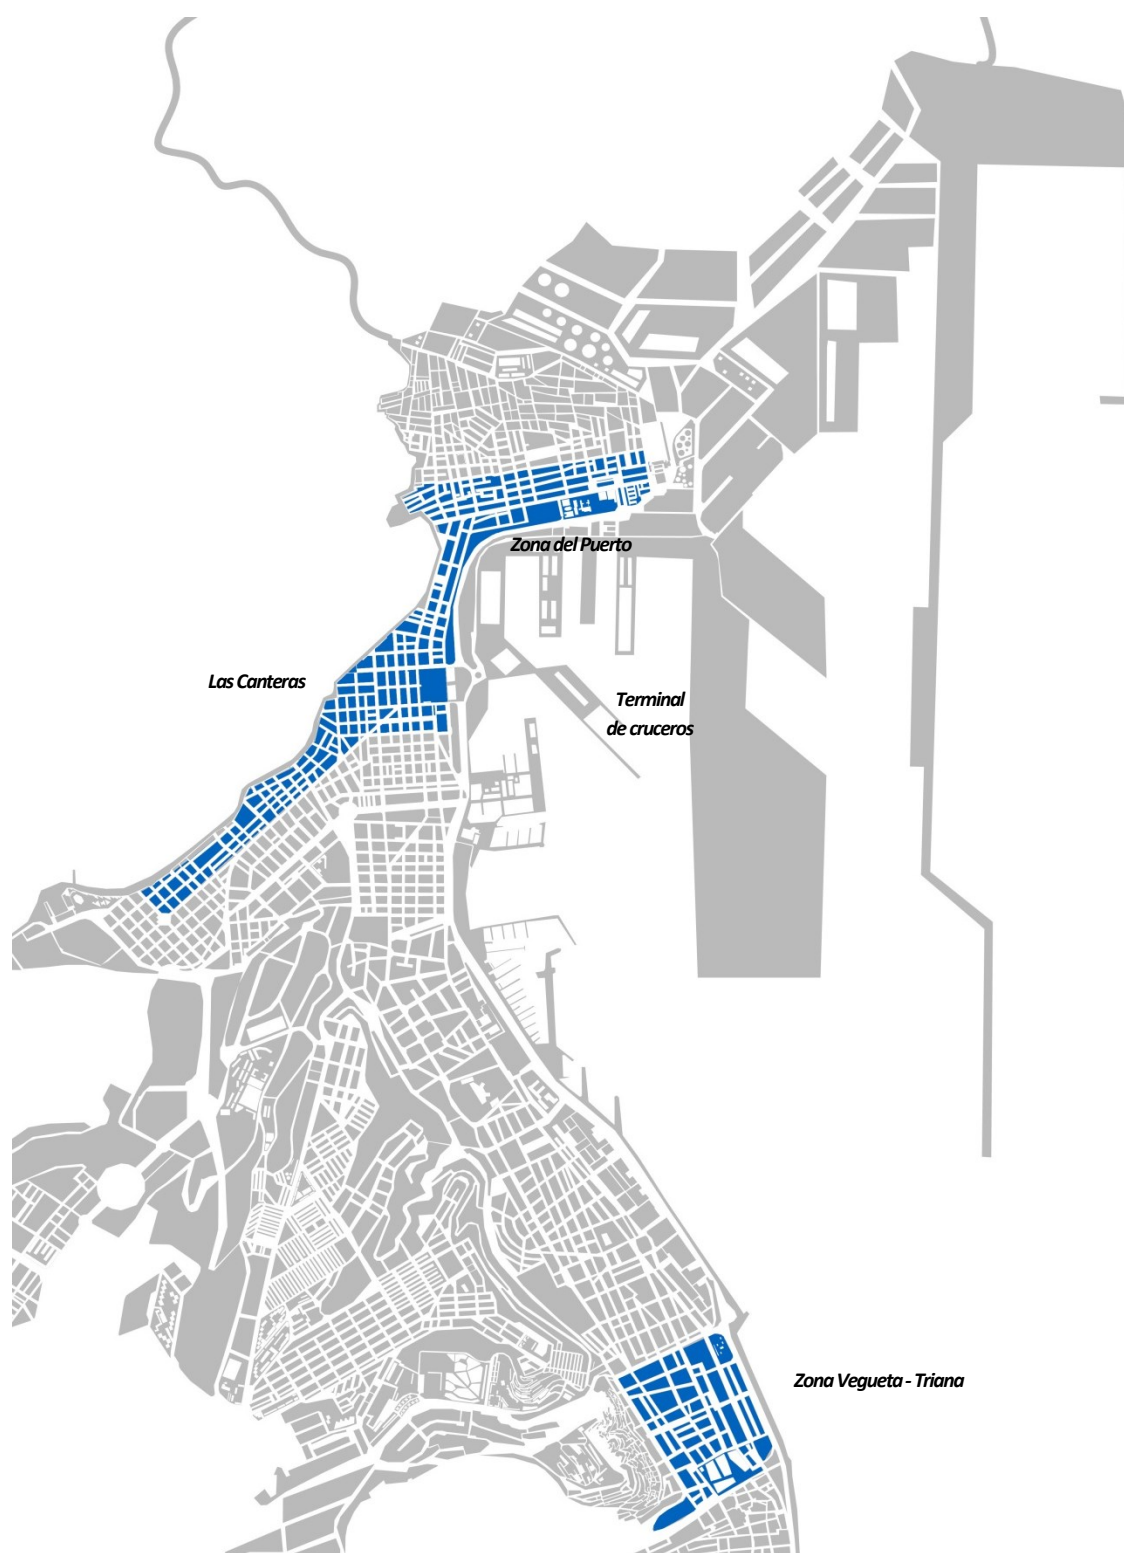 Zona del Puerto
Las Canteras
Terminal
de cruceros
Zona Vegueta - Triana